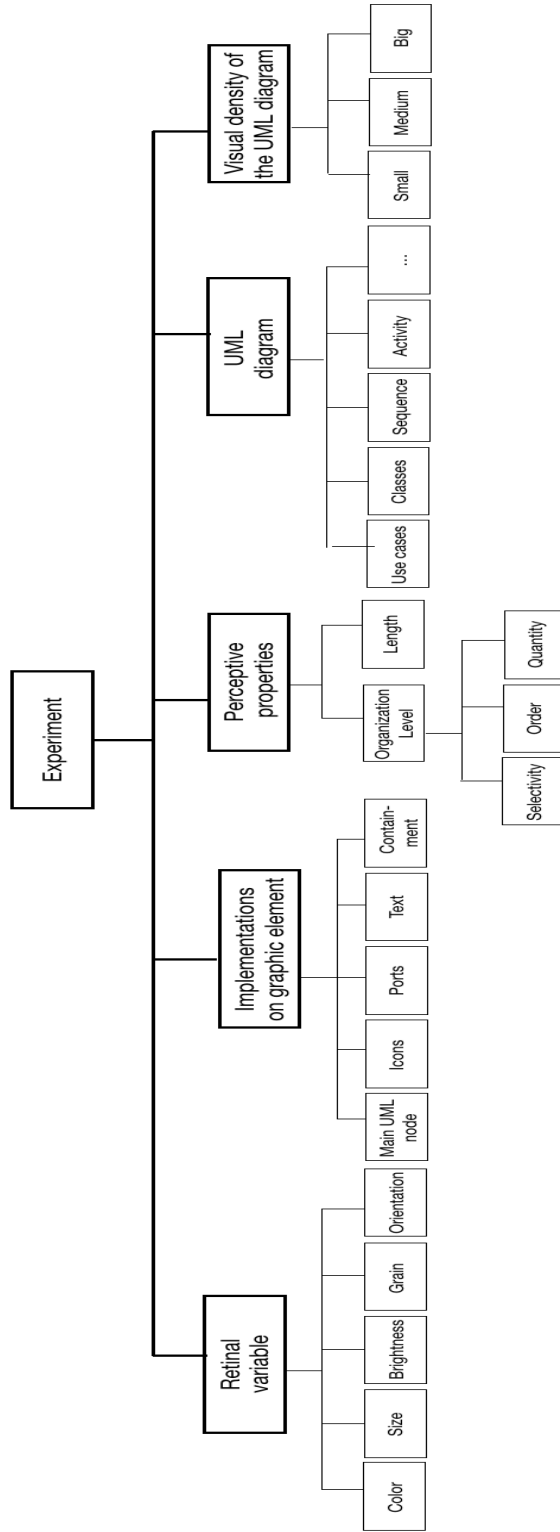 Experiment
Retinal
variable
Implementations
on graphic element
Perceptive
properties
UML
diagram
Visual density of
the UML diagram
Color
Size
Brightness
Grain
Orientation
Main UML
node
Icons
Ports
Text
Contain-
ment
Organization
Level
Length
Use cases
Classes
Sequence
Activity
...
Small
Medium
Big
Selectivity
Order
Quantity